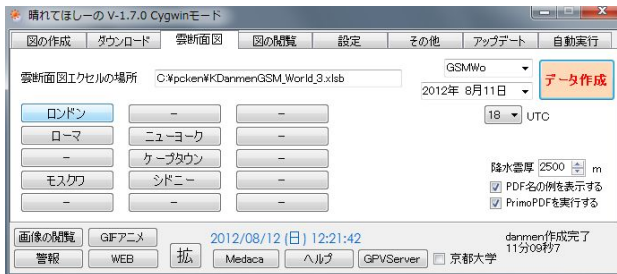 晴れてほしーの V-1.7.0 Cygwinモード
図の作成 ダウンロード 雲断面図 図の閲覧 設定 その他 アップデート 自動実行
雲断面図エクセルの場所 C:¥pcken¥KDanmenGSM_World_3.xlsb
GSMWo
2012年 8月11日
データ作成
18 UTC
ロンドン - -
ローマ ニューヨーク -
- ケープタウン -
モスクワ シドニー -
- - -
降水雲厚 2500 m
PDF名の例を表示する
PrimoPDFを実行する
画像の閲覧 GIFアニメ 2012/08/12 (日) 12:21:42 danmen作成完了
11分09秒7
警報 WEB 拡 Medaca ヘルプ GPVServer 京都大学